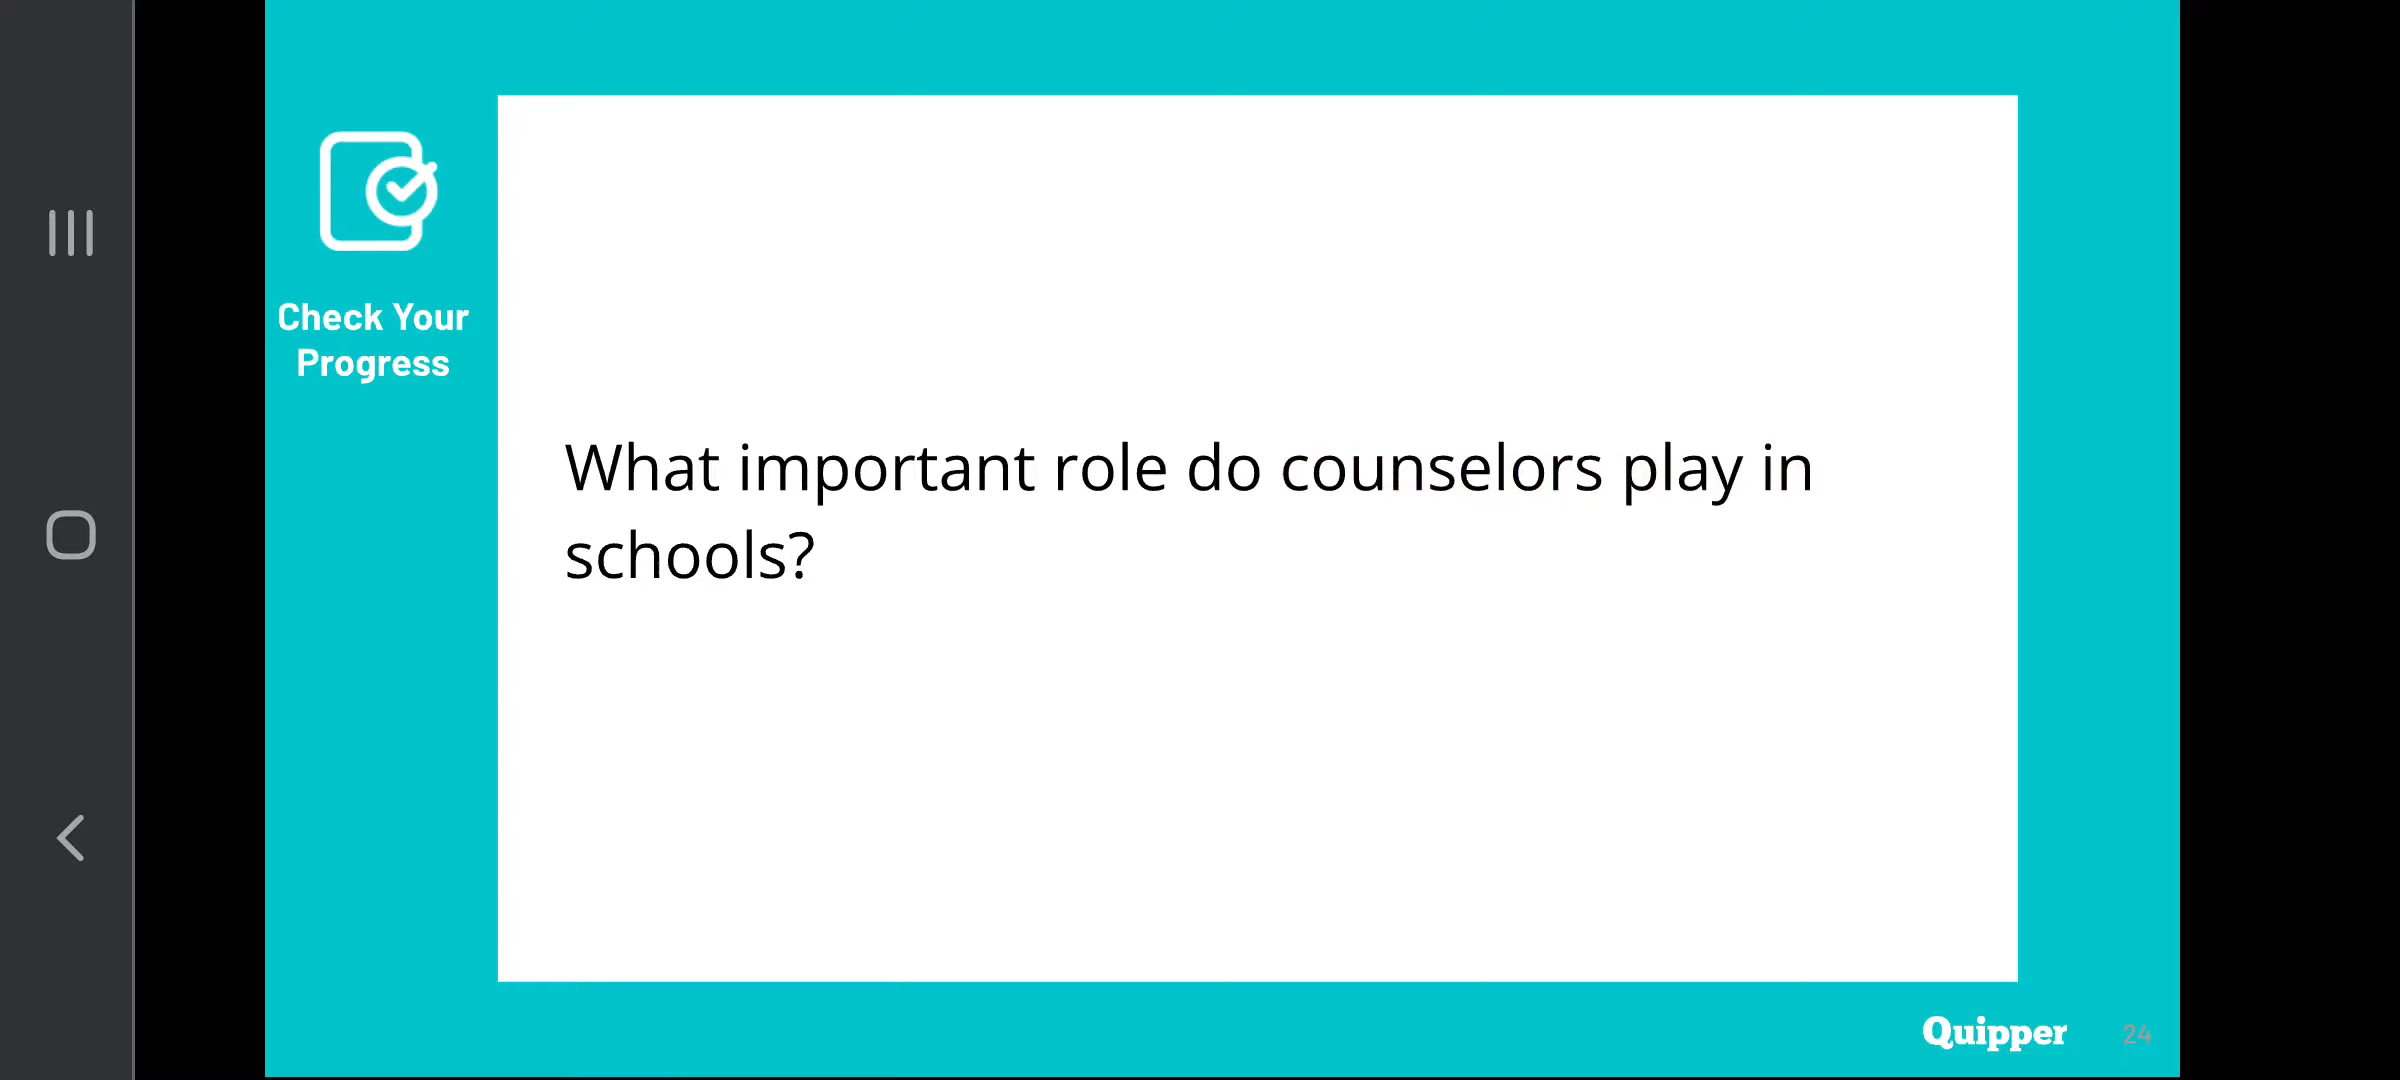 Check Your
Progress
What important role do counselors play in
schools?
Quipper
24